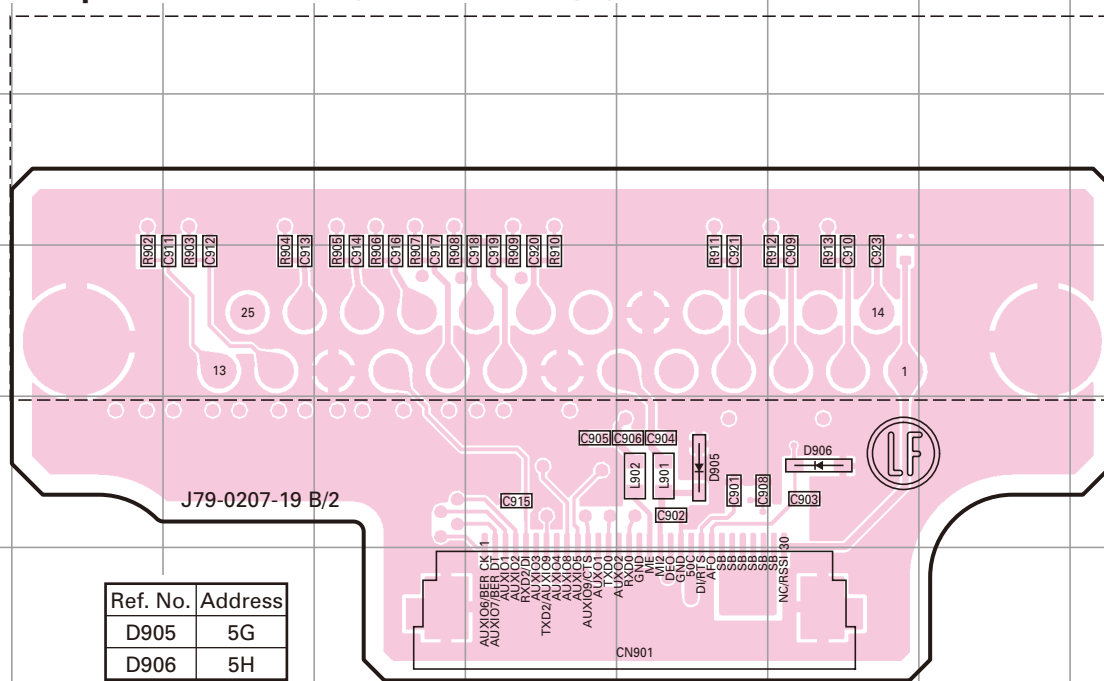 R902 C911 R903 C912 R904 C913 R905 C914 R906 C916 R907 C917 R908 C918 C919 R909 C920 R910 R911 C921 R912 C909 R913 C910 C923
25 14
13 1
C905 C906 C904 D905 D906 LF
L902 L901 C901 C908 C903
J79-0207-19 B/2 C915 C902
AUXIO6/BER CK 1
AUXIO7/BER DT
AUXIO1
AUXIO2
RXD2/DI
AUXIO3
TXD2/AUXIO9
AUXIO4
AUXIO8
AUXIO5
AUXIO9/CTS
AUXO1
TXD0
AUXO2
RXD0
GND
ME
MI2
DEO
GND
50C
DI/RTS
AFO
SB
SB
SB
SB
SB
SB
NC/RSSI 30
CN901
Ref. No. Address
D905 5G
D906 5H